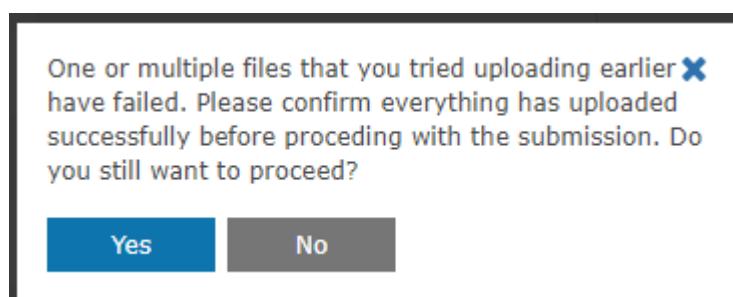 One or multiple files that you tried uploading earlier
have failed. Please confirm everything has uploaded
successfully before proceding with the submission. Do
you still want to proceed?
Yes
No